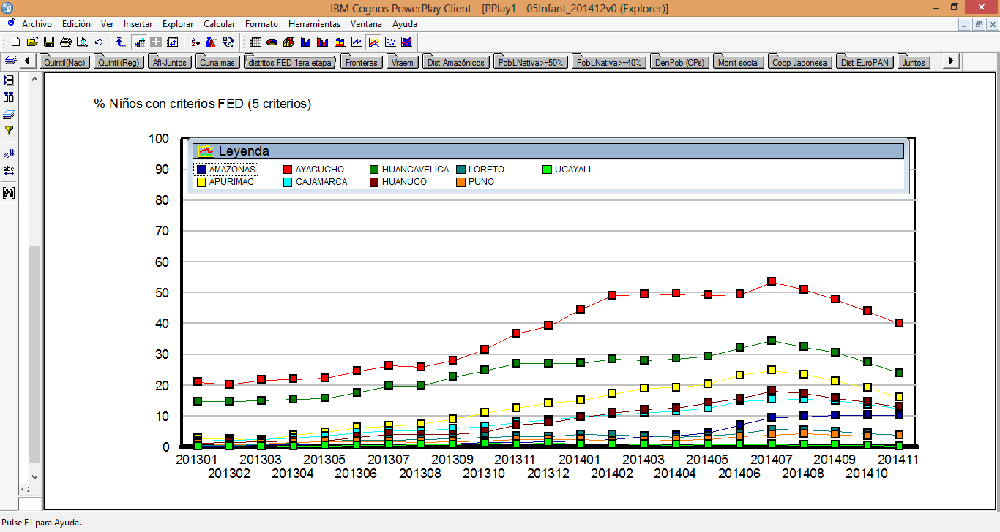 IBM Cognos PowerPlay Client - [PPlay1 - 05Infant_201412v0 (Explorer)]
Archivo Edición Ver Insertar Explorar Calcular Formato Herramientas Ventana Ayuda
Quintil(Nac) Quintil(Reg) Afi-Juntos Cuna mas distritos FED 1era etapa Fronteras Vraem Dist Amazónicos PobLNativa>=50% PobLNativa>=40% DenPob (CPs) Monit social Coop Japonesa Dist EuroPAN Juntos
% Niños con criterios FED (5 criterios)
Leyenda
AMAZONAS AYACUCHO HUANCAVELICA LORETO UCAYALI
APURIMAC CAJAMARCA HUANUCO PUNO
100
90
80
70
60
50
40
30
20
10
0
201301 201303 201305 201307 201309 201311 201401 201403 201405 201407 201409 201411
201302 201304 201306 201308 201310 201312 201402 201404 201406 201408 201410
Pulse F1 para Ayuda.